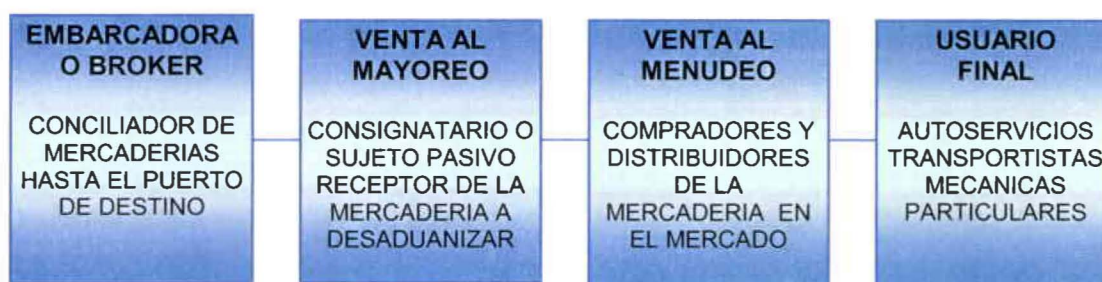 EMBARCADORA
O BROKER
CONCILIADOR DE
MERCADERIAS
HASTA EL PUERTO
DE DESTINO
VENTA AL
MAYOREO
CONSIGNATARIO O
SUJETO PASIVO
RECEPTOR DE LA
MERCADERIA A
DESADUANIZAR
VENTA AL
MENUDEO
COMPRADORES Y
DISTRIBUIDORES
DE LA
MERCADERIA EN
EL MERCADO
USUARIO
FINAL
AUTOSERVICIOS
TRANSPORTISTAS
MECANICAS
PARTICULARES